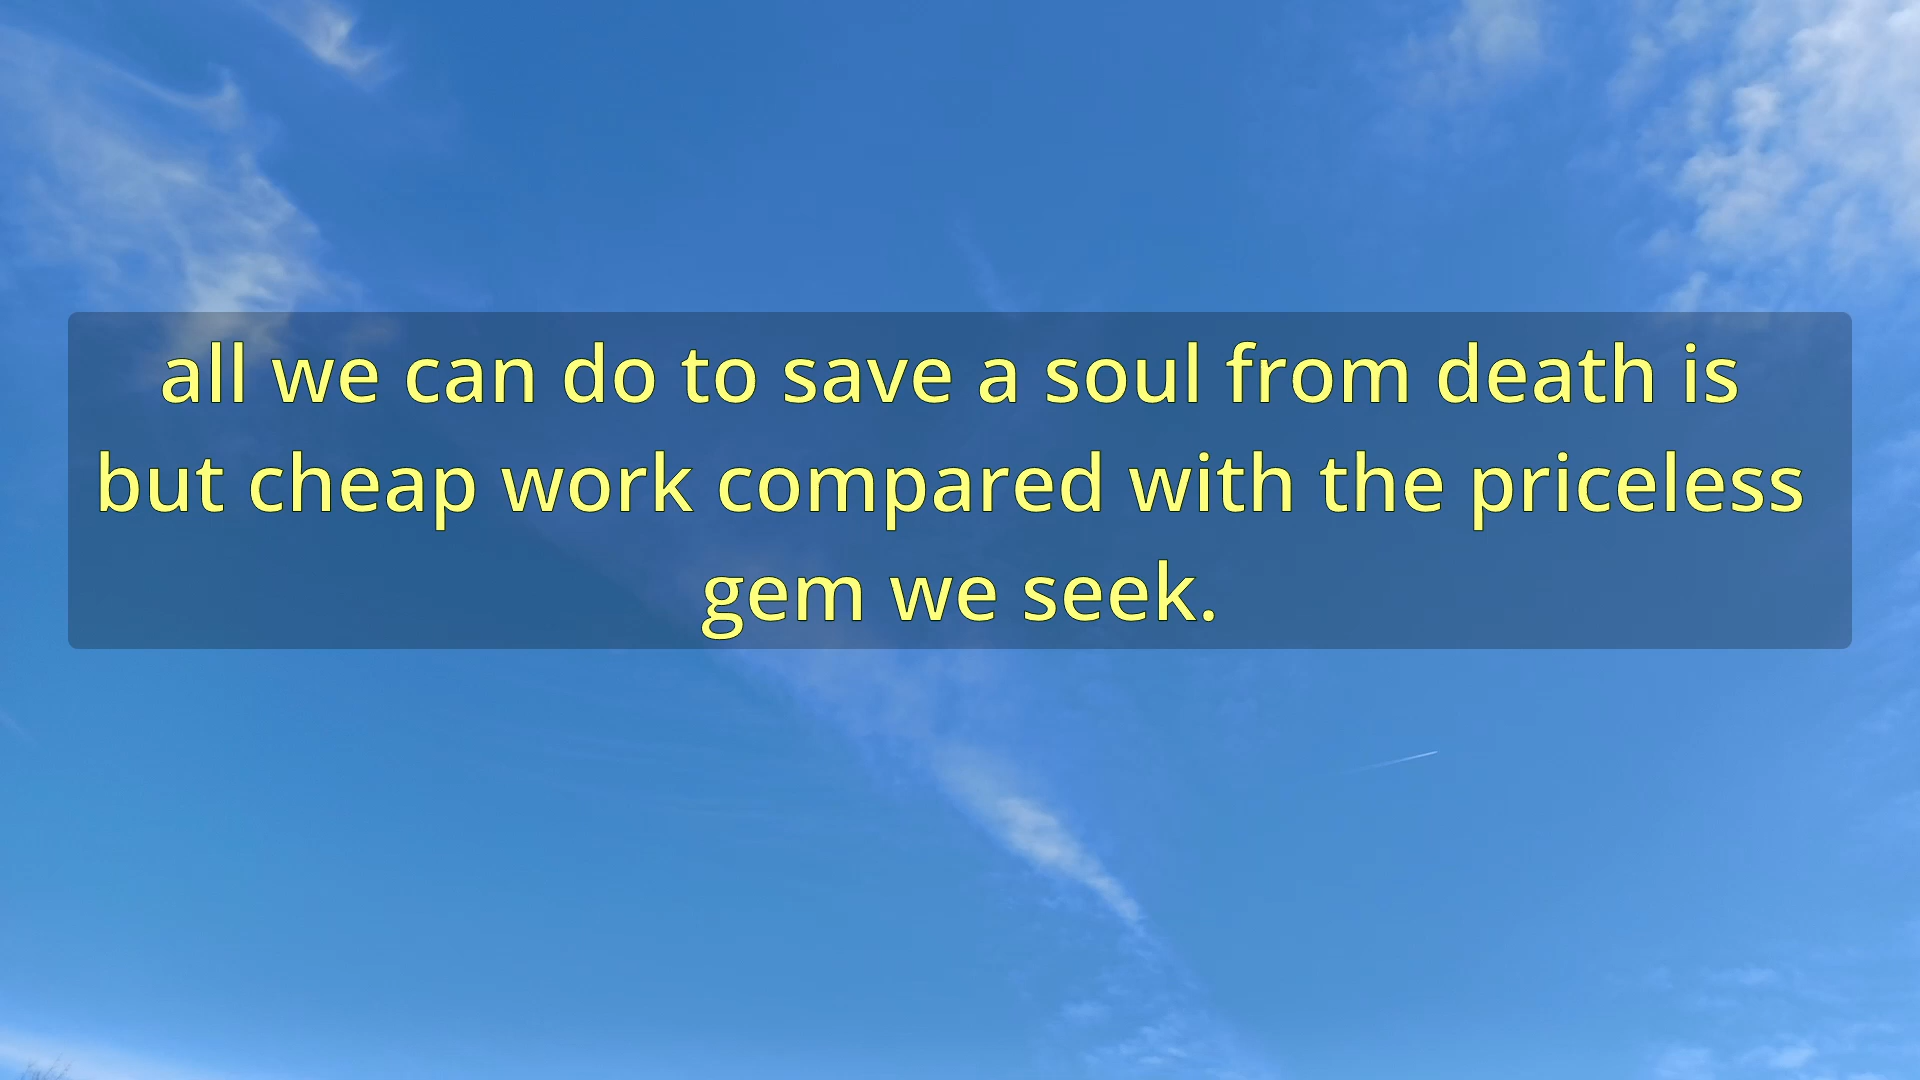 all we can do to save a soul from death is
but cheap work compared with the priceless
gem we seek.